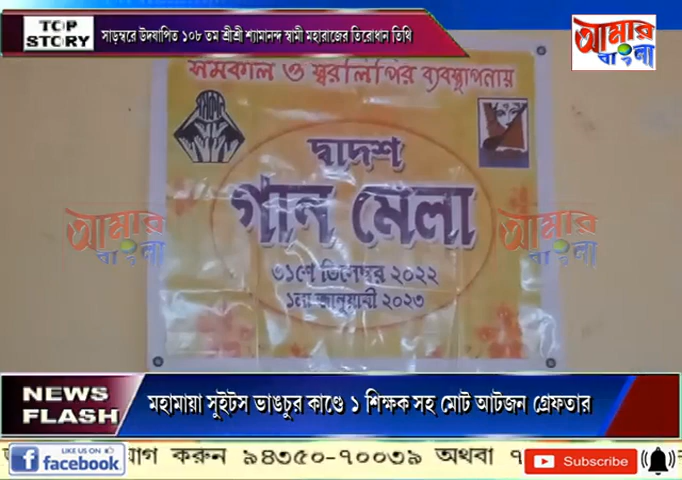 TOP STORY
সাড়ম্বরে উদযাপিত ১০৮ তম শ্রীশ্রী শ্যামানন্দ স্বামী মহারাজের তিরোধান তিথি
আমার বাংলা
সমকাল ও স্বরলিপির ব্যবস্থাপনায়
দ্বাদশ
গান মেলা
৩১শে ডিসেম্বর ২০২২
১লা জানুয়ারী ২০২৩
আমার বাংলা
আমার বাংলা
NEWS FLASH
মহামায়া সুইটস ভাঙচুর কাণ্ডে ১ শিক্ষক সহ মোট আটজন গ্রেফতার
LIKE US ON
facebook
যোগ করুন ৯৪৩৫০-৭০০৩৯ অথবা ৭
Subscribe